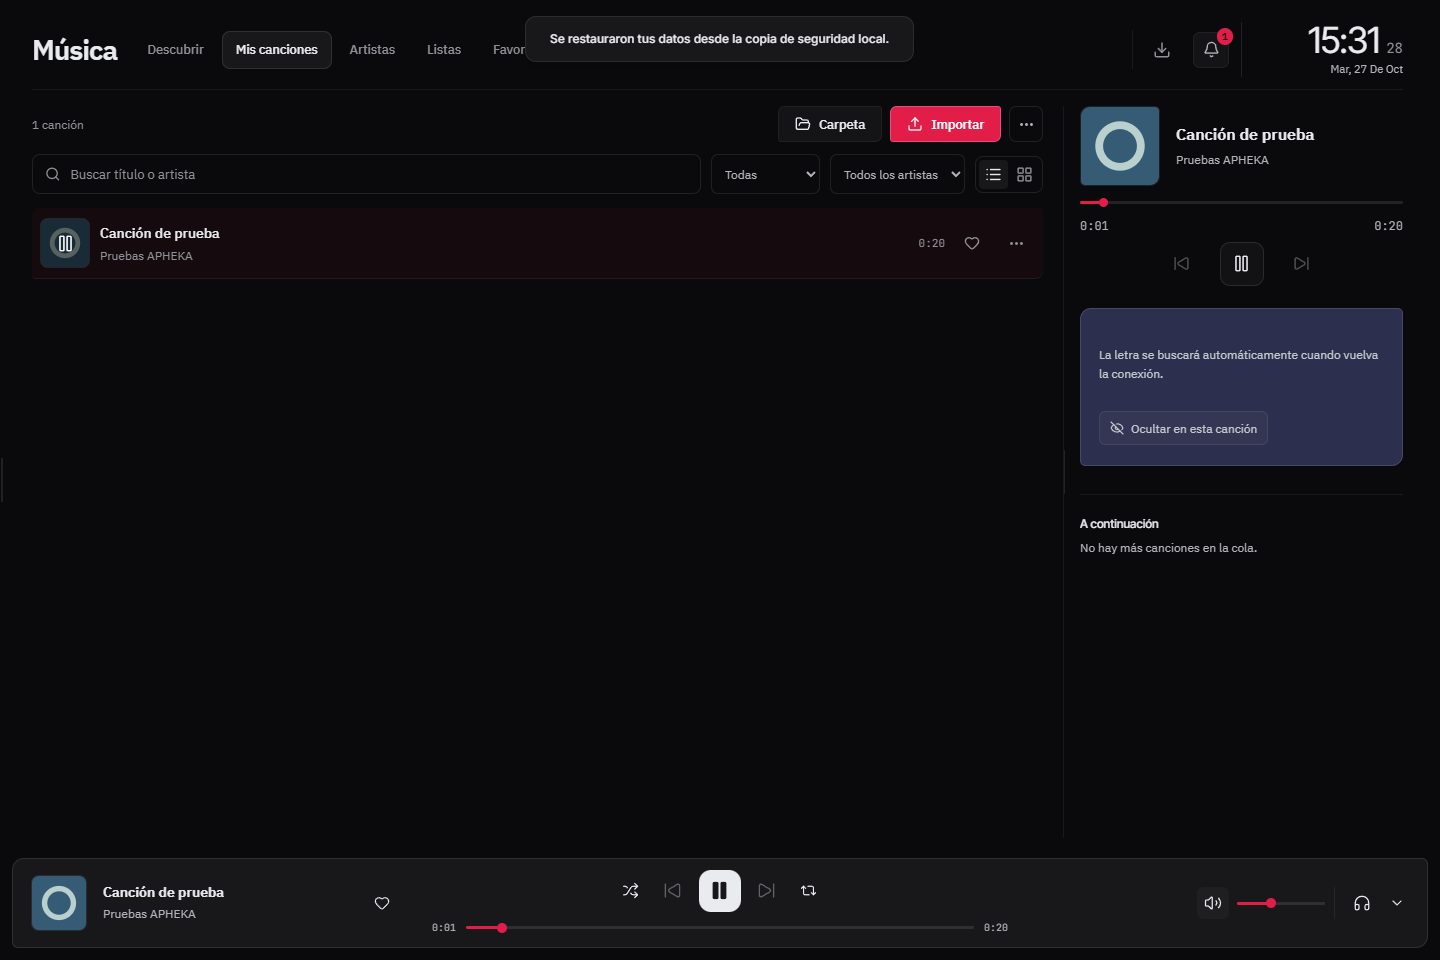 Música
Descubrir
Mis canciones
Artistas
Listas
Favor
Se restauraron tus datos desde la copia de seguridad local.
1
15:31 28
Mar, 27 De Oct
1 canción
Carpeta
Importar
Buscar título o artista
Todas
Todos los artistas
Canción de prueba
Pruebas APHEKA
0:20
Canción de prueba
Pruebas APHEKA
0:01
0:20
La letra se buscará automáticamente cuando vuelva
la conexión.
Ocultar en esta canción
A continuación
No hay más canciones en la cola.
Canción de prueba
Pruebas APHEKA
0:01
0:20